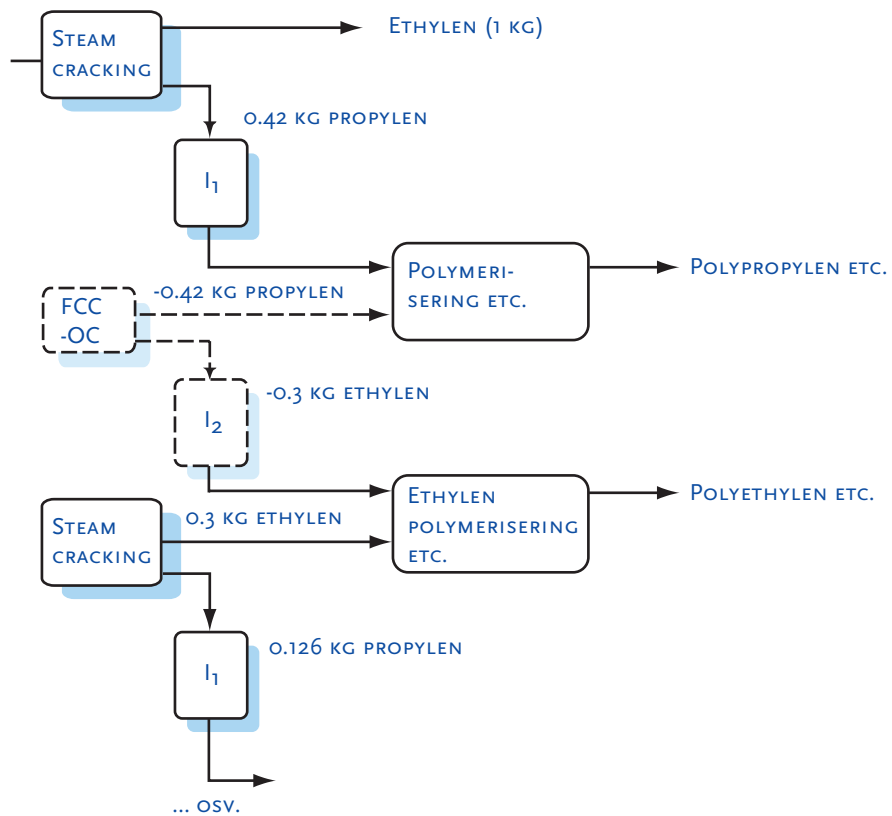 Ethylen (1 kg)
Steam
cracking
0.42 kg propylen
I1
Polymeri-
sering etc.
Polypropylen etc.
-0.42 kg propylen
FCC
-OC
-0.3 kg ethylen
I2
Ethylen
polymerisering
etc.
Polyethylen etc.
0.3 kg ethylen
Steam
cracking
0.126 kg propylen
I1
... osv.